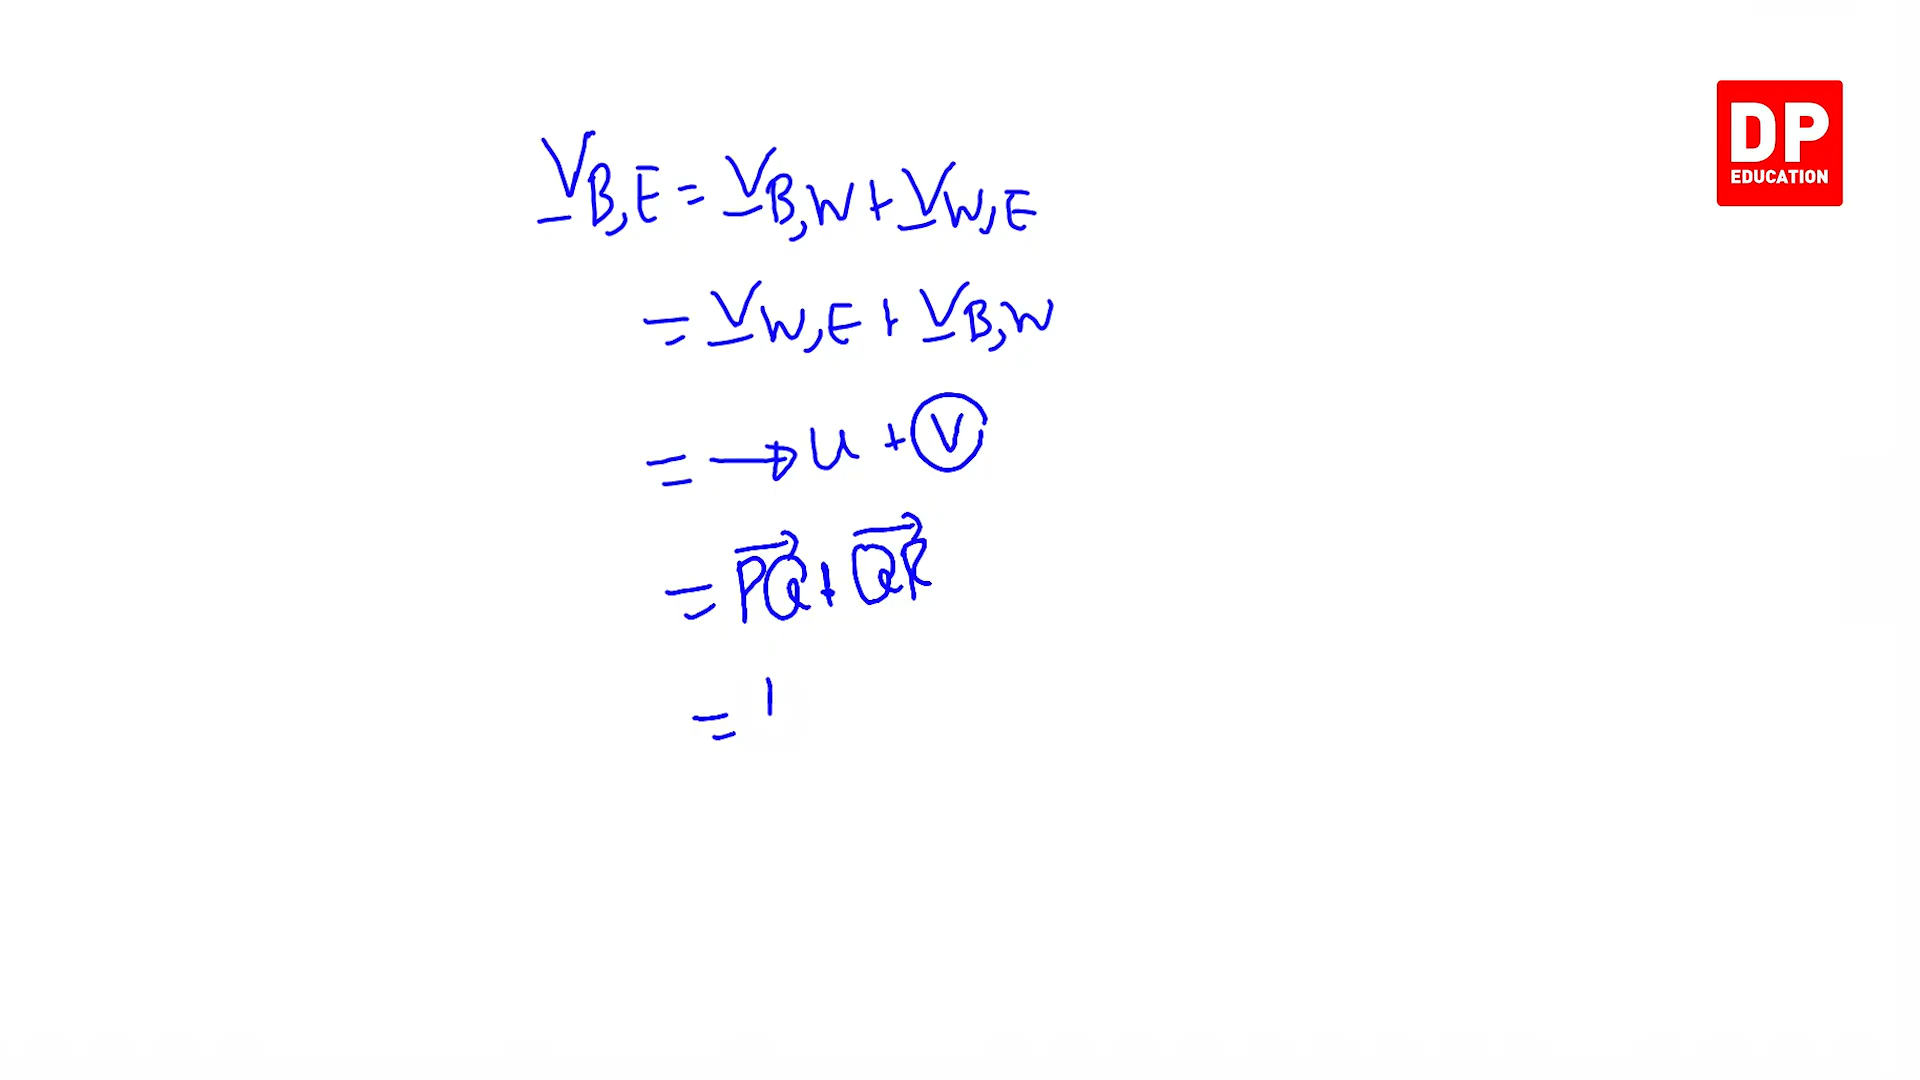 DP
EDUCATION
V_B,E = V_B,W + V_W,E
= V_W,E + V_B,W
= → u + V
= PQ + QR
=